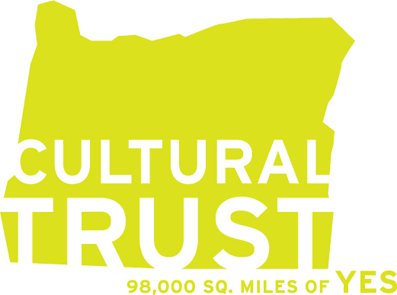 CULTURAL
TRUST
98,000 SQ. MILES OF YES